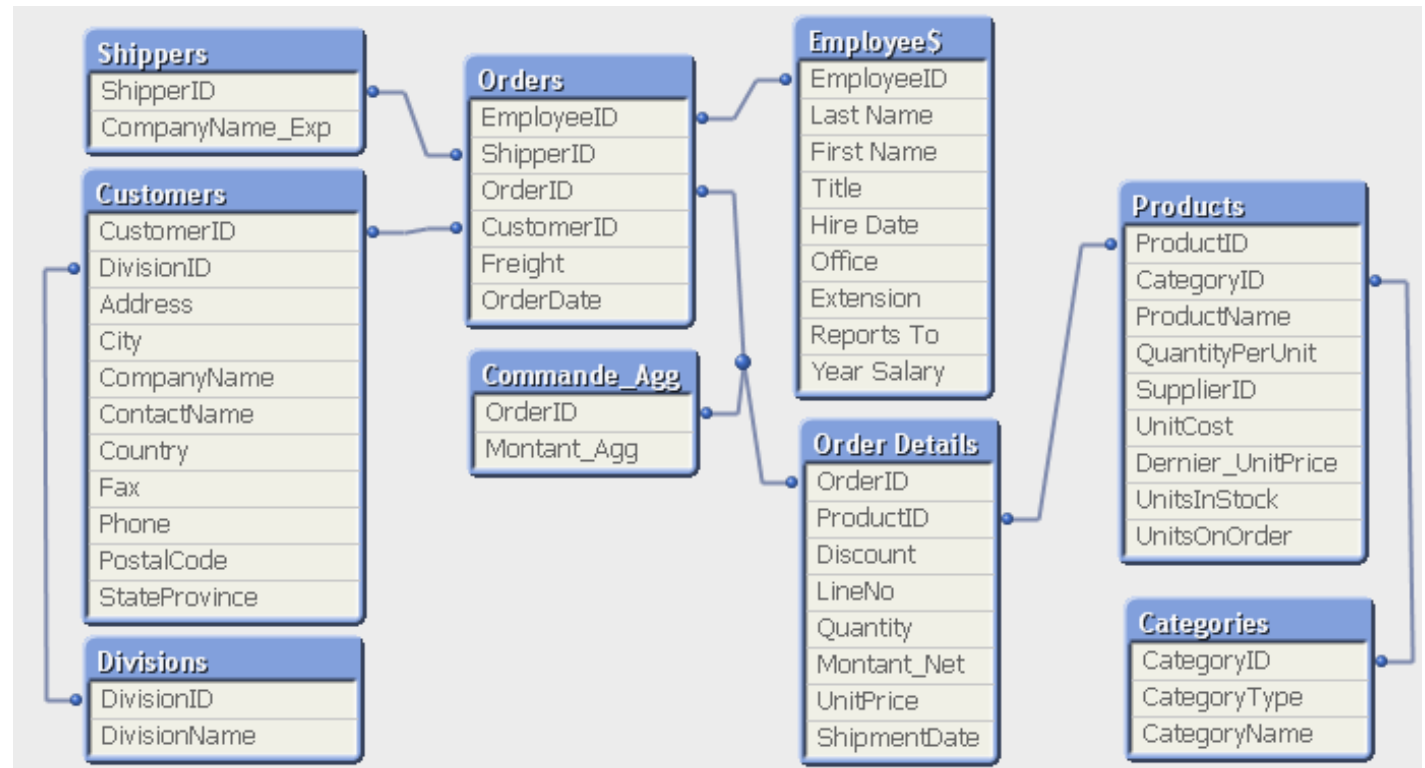 Shippers
ShipperID
CompanyName_Exp
Customers
CustomerID
DivisionID
Address
City
CompanyName
ContactName
Country
Fax
Phone
PostalCode
StateProvince
Divisions
DivisionID
DivisionName
Orders
EmployeeID
ShipperID
OrderID
CustomerID
Freight
OrderDate
Commande_Agg
OrderID
Montant_Agg
Employee$
EmployeeID
Last Name
First Name
Title
Hire Date
Office
Extension
Reports To
Year Salary
Order Details
OrderID
ProductID
Discount
LineNo
Quantity
Montant_Net
UnitPrice
ShipmentDate
Products
ProductID
CategoryID
ProductName
QuantityPerUnit
SupplierID
UnitCost
Dernier_UnitPrice
UnitsInStock
UnitsOnOrder
Categories
CategoryID
CategoryType
CategoryName